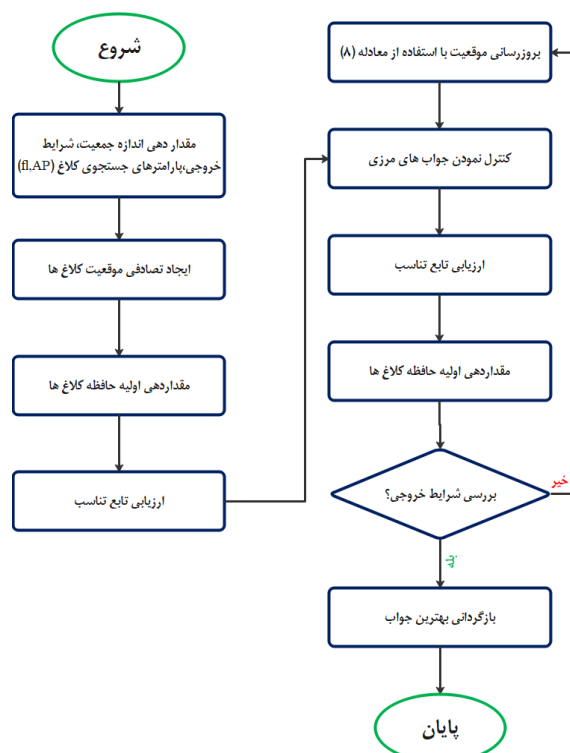 شروع
مقدار دهی اندازه جمعیت، شرایط
خروجی،پارامترهای جستجوی کلاغ (fl,AP)
ایجاد تصادفی موقعیت کلاغ ها
مقداردهی اولیه حافظه کلاغ ها
ارزیابی تابع تناسب
بروزرسانی موقعیت با استفاده از معادله (۸)
کنترل نمودن جواب های مرزی
ارزیابی تابع تناسب
مقداردهی اولیه حافظه کلاغ ها
بررسی شرایط خروجی؟
خیر
بله
بازگردانی بهترین جواب
پایان